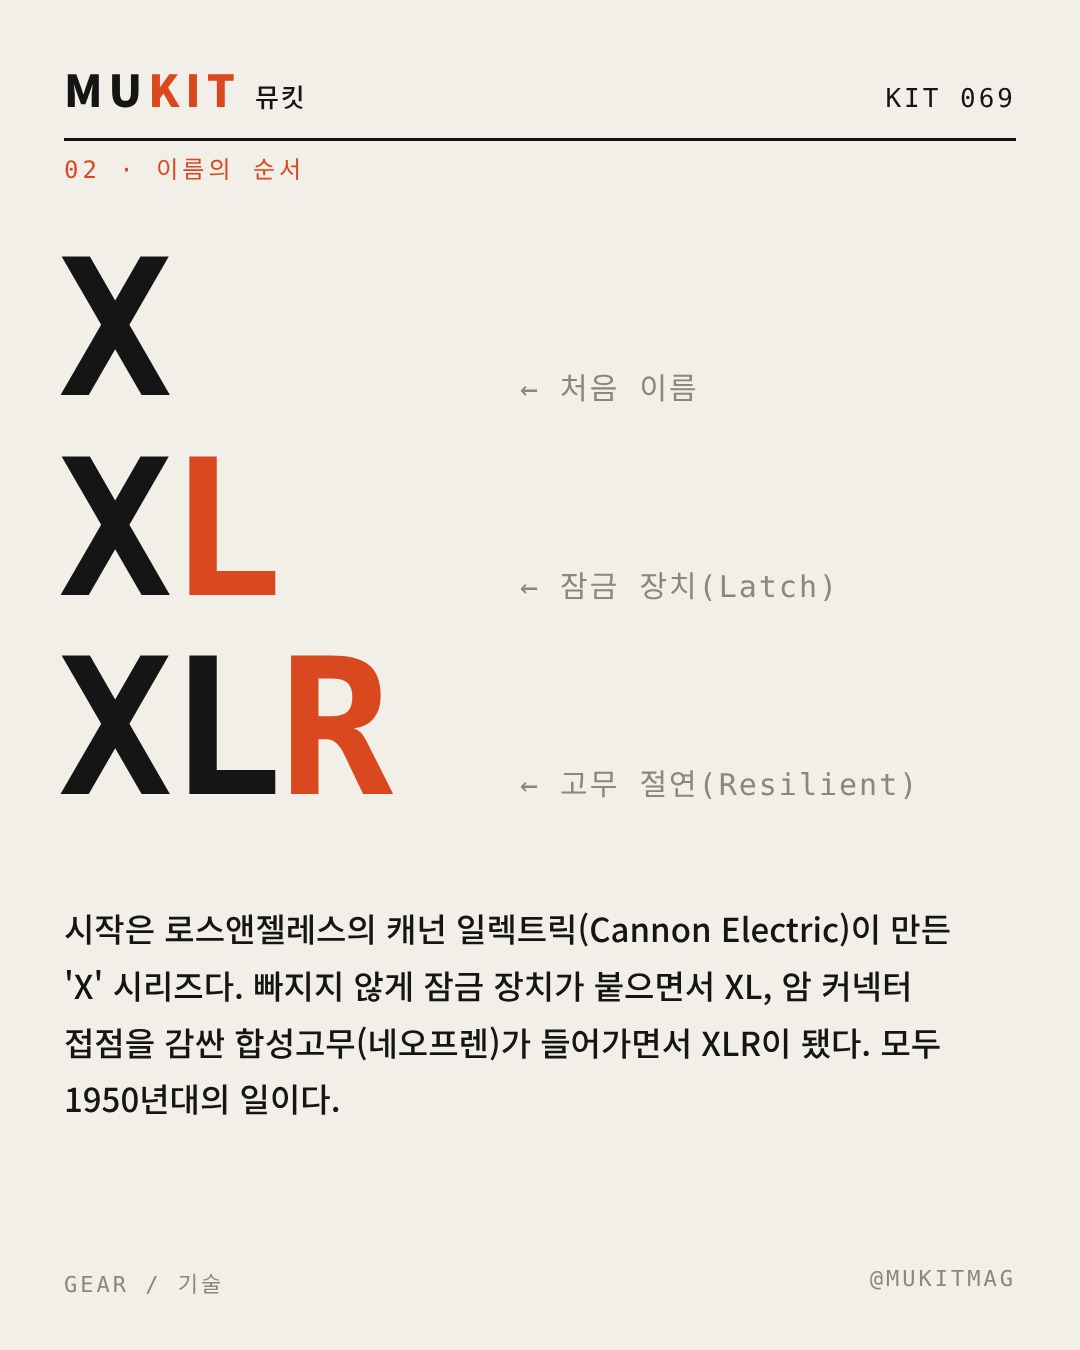 MUKIT 뮤킷
KIT 069
02 · 이름의 순서
X
← 처음 이름
XL
← 잠금 장치(Latch)
XLR
← 고무 절연(Resilient)
시작은 로스앤젤레스의 캐넌 일렉트릭(Cannon Electric)이 만든
'X' 시리즈다. 빠지지 않게 잠금 장치가 붙으면서 XL, 암 커넥터
접점을 감싼 합성고무(네오프렌)가 들어가면서 XLR이 됐다. 모두
1950년대의 일이다.
GEAR / 기술
@MUKITMAG